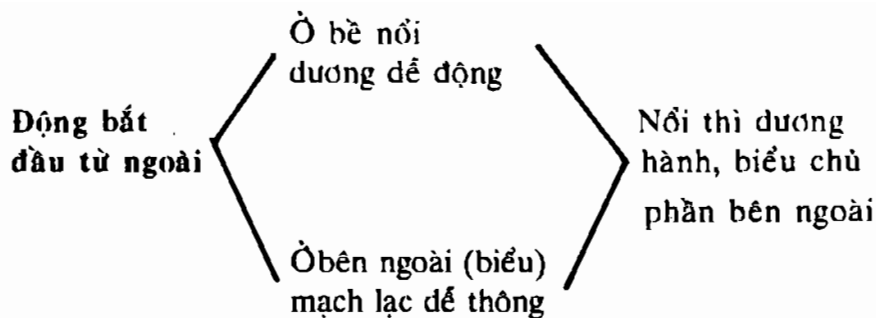 Ở bề nổi
dương dễ động
Động bắt
đầu từ ngoài
Nổi thì dương
hành, biểu chủ
phần bên ngoài
Ởbên ngoài (biểu)
mạch lạc dễ thông